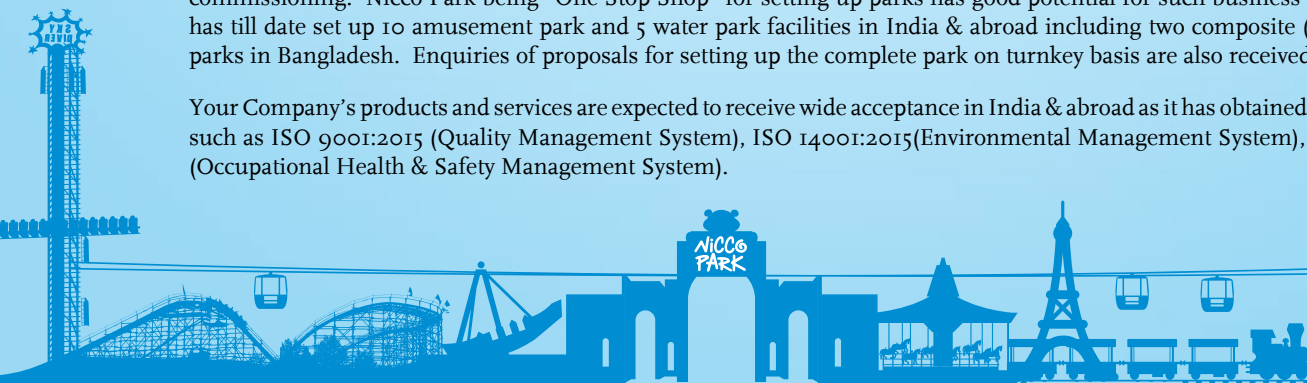 commissioning. Nicco Park being "One Stop Shop" for setting up parks has good potential for such business
has till date set up 10 amusement park and 5 water park facilities in India & abroad including two composite (
parks in Bangladesh. Enquiries of proposals for setting up the complete park on turnkey basis are also received
Your Company's products and services are expected to receive wide acceptance in India & abroad as it has obtained
such as ISO 9001:2015 (Quality Management System), ISO 14001:2015(Environmental Management System),
(Occupational Health & Safety Management System).
SKY
DIVER
NICCO
PARK